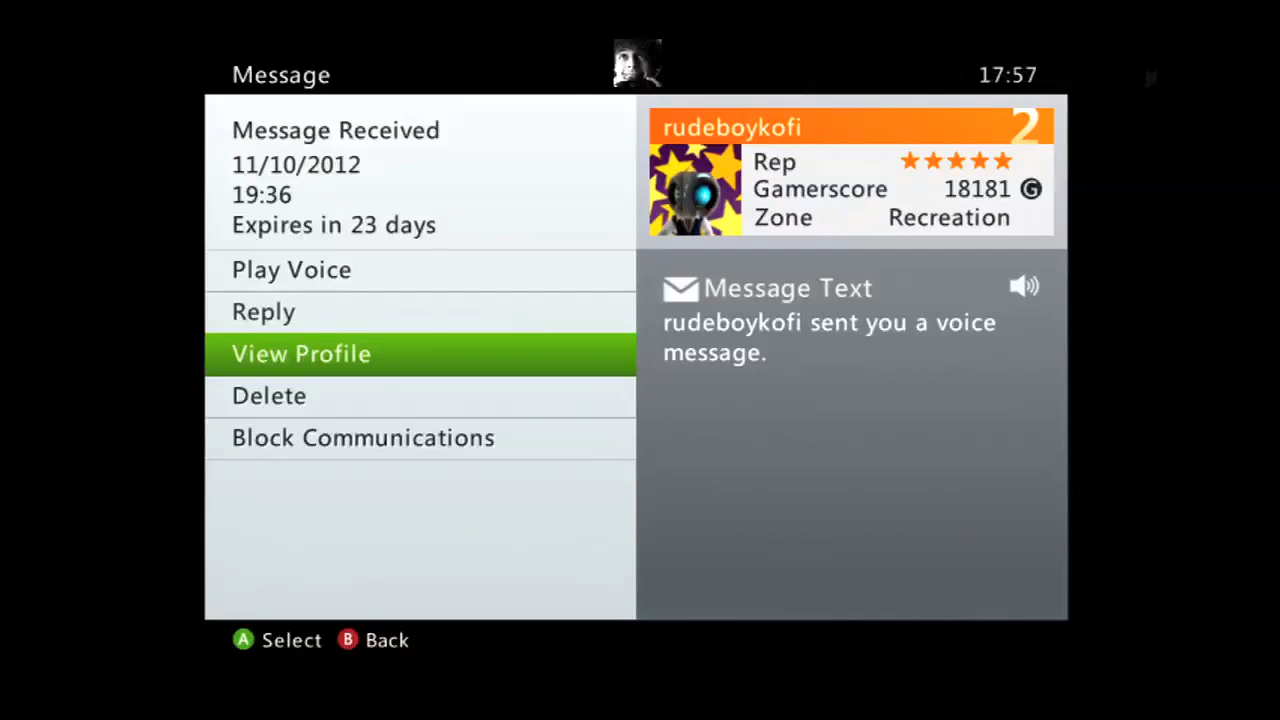 Message
17:57
Message Received
11/10/2012
19:36
Expires in 23 days
Play Voice
Reply
View Profile
Delete
Block Communications
rudeboykofi 2
Rep
Gamerscore 18181 G
Zone Recreation
Message Text
rudeboykofi sent you a voice
message.
A Select B Back